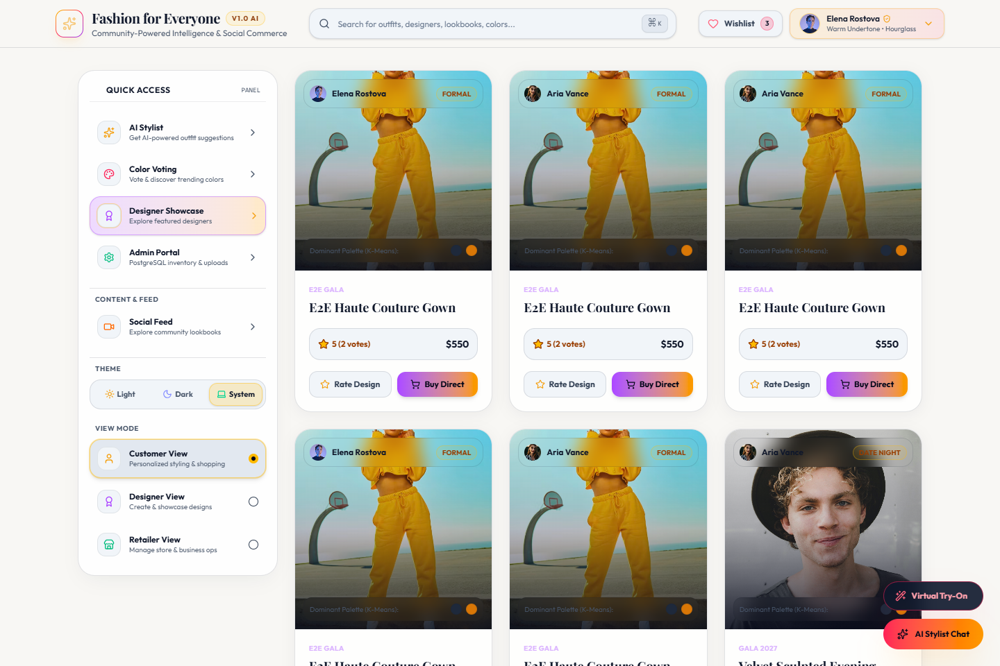 Fashion for Everyone V1.0 AI
Community-Powered Intelligence & Social Commerce
Search for outfits, designers, lookbooks, colors...
⌘ K
Wishlist 3
Elena Rostova
Warm Undertone • Hourglass
QUICK ACCESS PANEL
AI Stylist
Get AI-powered outfit suggestions
Color Voting
Vote & discover trending colors
Designer Showcase
Explore featured designers
Admin Portal
PostgreSQL inventory & uploads
CONTENT & FEED
Social Feed
Explore community lookbooks
THEME
Light Dark System
VIEW MODE
Customer View
Personalized styling & shopping
Designer View
Create & showcase designs
Retailer View
Manage store & business ops
Elena Rostova FORMAL
Dominant Palette (K-Means):
E2E GALA
E2E Haute Couture Gown
5 (2 votes) $550
Rate Design Buy Direct
Aria Vance FORMAL
Dominant Palette (K-Means):
E2E GALA
E2E Haute Couture Gown
5 (2 votes) $550
Rate Design Buy Direct
Aria Vance FORMAL
Dominant Palette (K-Means):
E2E GALA
E2E Haute Couture Gown
5 (2 votes) $550
Rate Design Buy Direct
Elena Rostova FORMAL
Dominant Palette (K-Means):
E2E GALA
E2E Haute Couture Gown
Aria Vance FORMAL
Dominant Palette (K-Means):
E2E GALA
E2E Haute Couture Gown
Aria Vance DATE NIGHT
Dominant Palette (K-Means):
GALA 2027
Velvet Sculpted Evening
Virtual Try-On
AI Stylist Chat